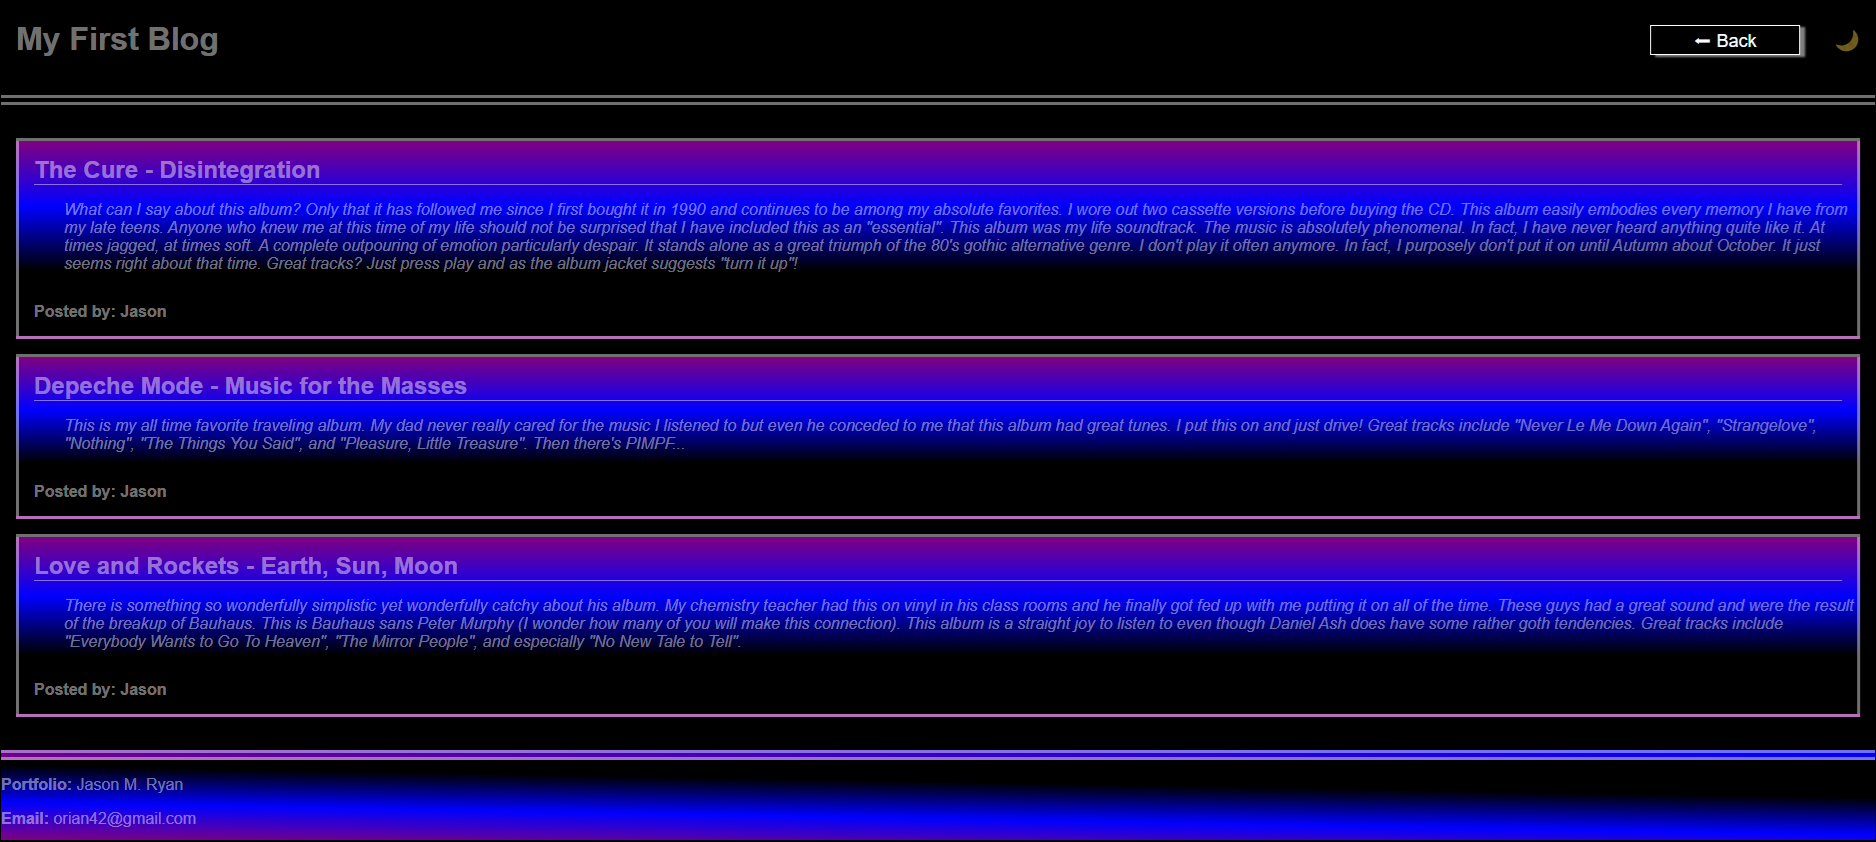 My First Blog
⬅ Back
The Cure - Disintegration
What can I say about this album? Only that it has followed me since I first bought it in 1990 and continues to be among my absolute favorites. I wore out two cassette versions before buying the CD. This album easily embodies every memory I have from
my late teens. Anyone who knew me at this time of my life should not be surprised that I have included this as an "essential". This album was my life soundtrack. The music is absolutely phenomenal. In fact, I have never heard anything quite like it. At
times jagged, at times soft. A complete outpouring of emotion particularly despair. It stands alone as a great triumph of the 80's gothic alternative genre. I don't play it often anymore. In fact, I purposely don't put it on until Autumn about October. It just
seems right about that time. Great tracks? Just press play and as the album jacket suggests "turn it up"!
Posted by: Jason
Depeche Mode - Music for the Masses
This is my all time favorite traveling album. My dad never really cared for the music I listened to but even he conceded to me that this album had great tunes. I put this on and just drive! Great tracks include "Never Le Me Down Again", "Strangelove",
"Nothing", "The Things You Said", and "Pleasure, Little Treasure". Then there's PIMPF...
Posted by: Jason
Love and Rockets - Earth, Sun, Moon
There is something so wonderfully simplistic yet wonderfully catchy about his album. My chemistry teacher had this on vinyl in his class rooms and he finally got fed up with me putting it on all of the time. These guys had a great sound and were the result
of the breakup of Bauhaus. This is Bauhaus sans Peter Murphy (I wonder how many of you will make this connection). This album is a straight joy to listen to even though Daniel Ash does have some rather goth tendencies. Great tracks include
"Everybody Wants to Go To Heaven", "The Mirror People", and especially "No New Tale to Tell".
Posted by: Jason
Portfolio: Jason M. Ryan
Email: orian42@gmail.com